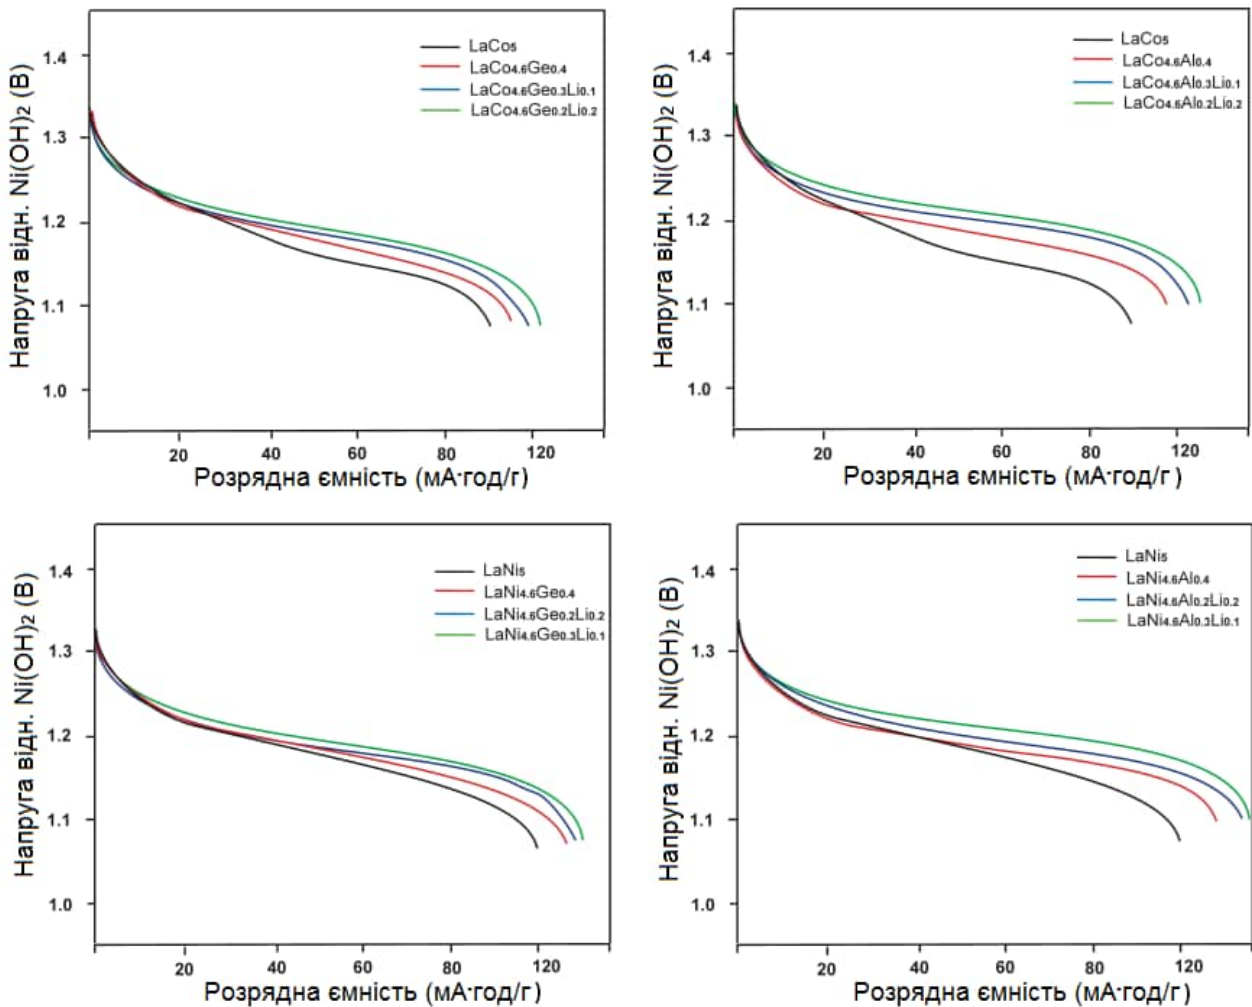 Напруга відн. Ni(OH)2 (В)
1.4
1.3
1.2
1.1
1.0
LaCo5
LaCo4.6Ge0.4
LaCo4.6Ge0.3Li0.1
LaCo4.6Ge0.2Li0.2
20 40 60 80 120
Розрядна ємність (мА·год/г)
Напруга відн. Ni(OH)2 (В)
1.4
1.3
1.2
1.1
1.0
LaCo5
LaCo4.6Al0.4
LaCo4.6Al0.3Li0.1
LaCo4.6Al0.2Li0.2
20 40 60 80 120
Розрядна ємність (мА·год/г)
Напруга відн. Ni(OH)2 (В)
1.4
1.3
1.2
1.1
1.0
LaNi5
LaNi4.6Ge0.4
LaNi4.6Ge0.2Li0.2
LaNi4.6Ge0.3Li0.1
20 40 60 80 120
Розрядна ємність (мА·год/г)
Напруга відн. Ni(OH)2 (В)
1.4
1.3
1.2
1.1
1.0
LaNi5
LaNi4.6Al0.4
LaNi4.6Al0.2Li0.2
LaNi4.6Al0.3Li0.1
20 40 60 80 120
Розрядна ємність (мА·год/г)